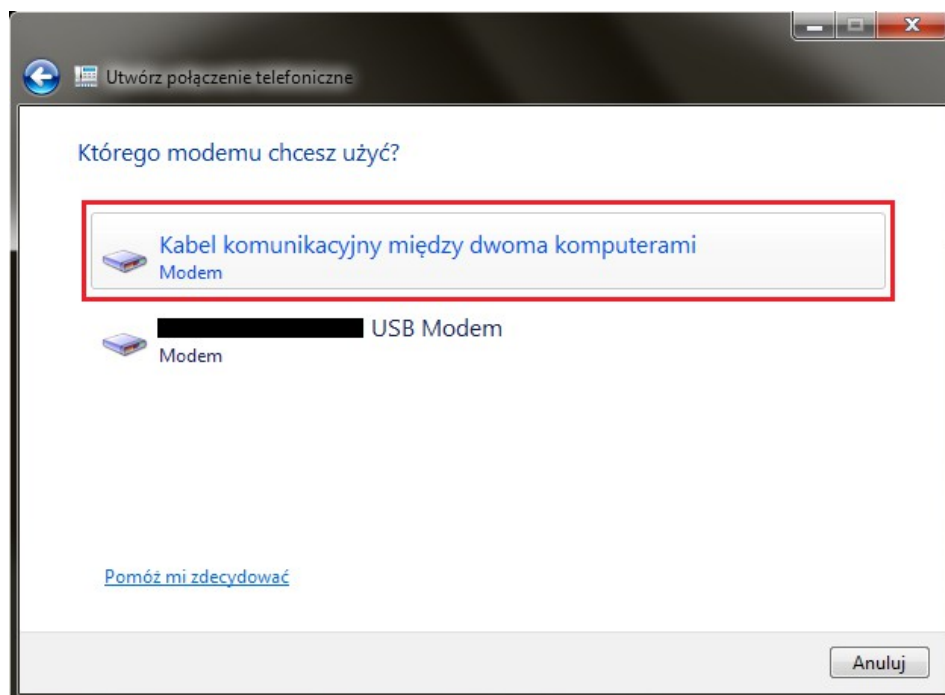 Utwórz połączenie telefoniczne
Którego modemu chcesz użyć?
Kabel komunikacyjny między dwoma komputerami
Modem
USB Modem
Modem
Pomóż mi zdecydować
Anuluj